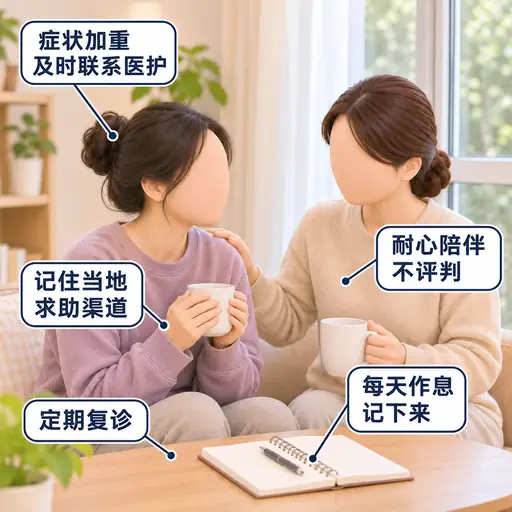 症状加重
及时联系医护
耐心陪伴
不评判
记住当地
求助渠道
每天作息
记下来
定期复诊